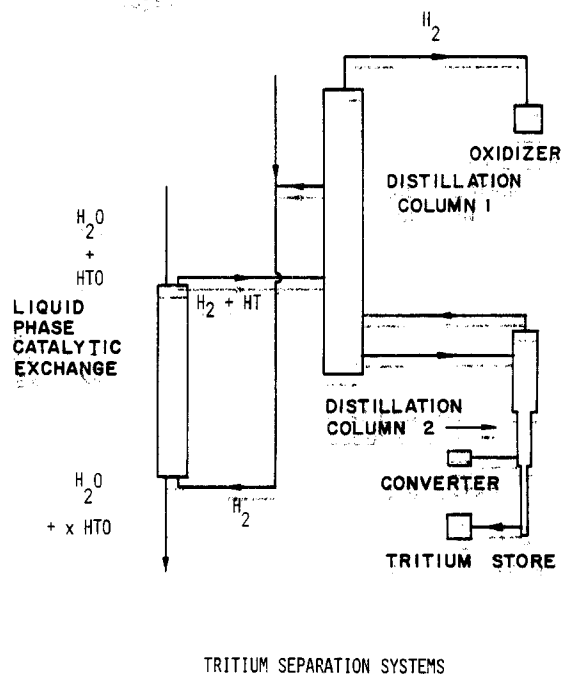 H2
OXIDIZER
DISTILLATION
COLUMN 1
H2O
+
HTO
H2 + HT
LIQUID
PHASE
CATALYTIC
EXCHANGE
DISTILLATION
COLUMN 2
CONVERTER
H2O
+ x HTO
H2
TRITIUM STORE
TRITIUM SEPARATION SYSTEMS